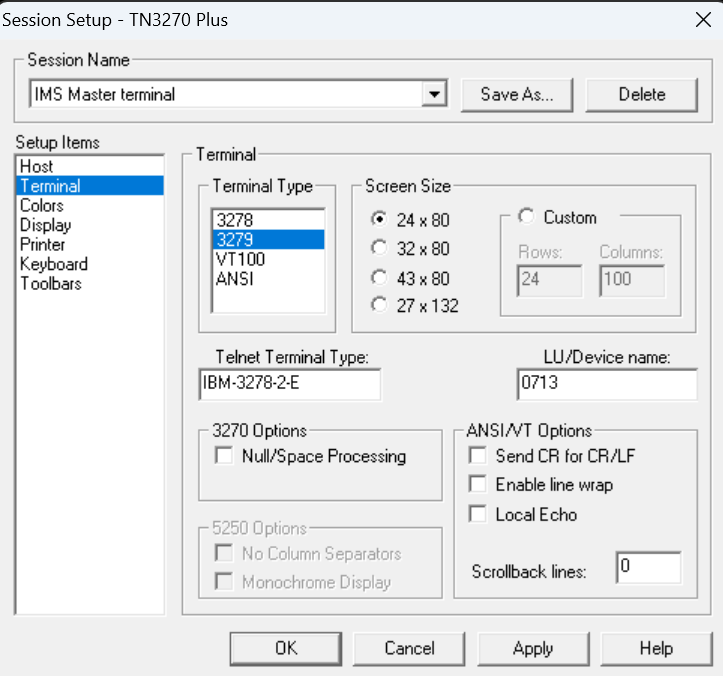 Session Setup - TN3270 Plus
Session Name
IMS Master terminal
Save As...
Delete
Setup Items
Host
Terminal
Colors
Display
Printer
Keyboard
Toolbars
Terminal
Terminal Type
3278
3279
VT100
ANSI
Screen Size
24 x 80
32 x 80
43 x 80
27 x 132
Custom
Rows: Columns:
24 100
Telnet Terminal Type:
IBM-3278-2-E
LU/Device name:
0713
3270 Options
Null/Space Processing
5250 Options
No Column Separators
Monochrome Display
ANSI/VT Options
Send CR for CR/LF
Enable line wrap
Local Echo
Scrollback lines: 0
OK Cancel Apply Help